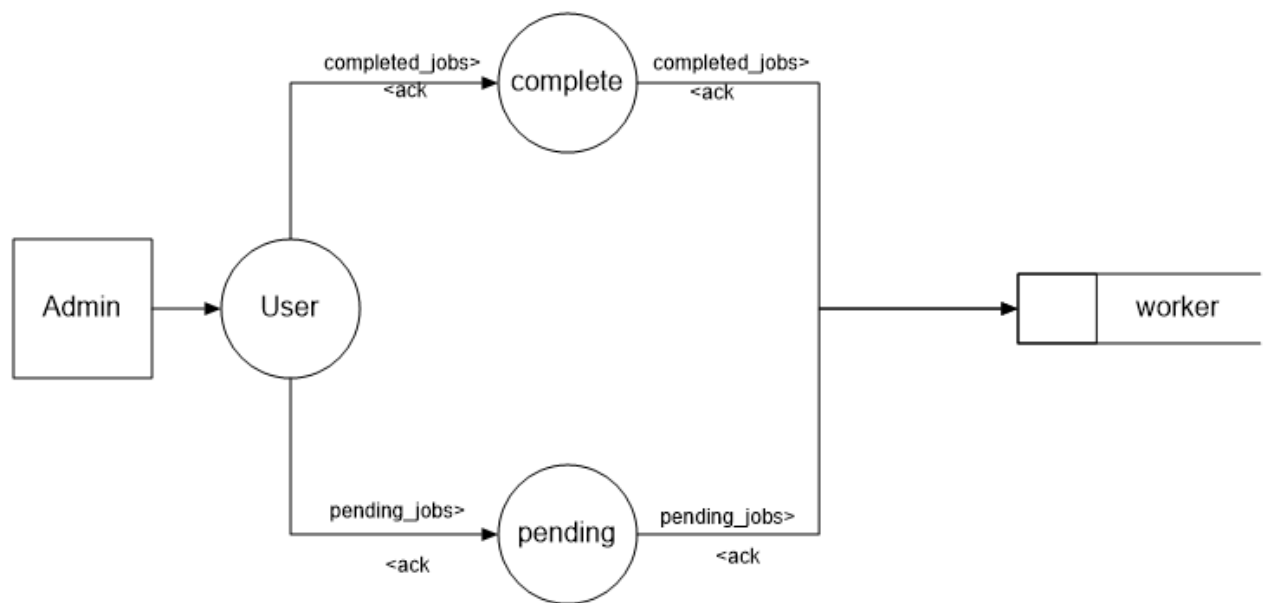 completed_jobs>
<ack
complete
completed_jobs>
<ack
Admin
User
worker
pending_jobs>
<ack
pending
pending_jobs>
<ack